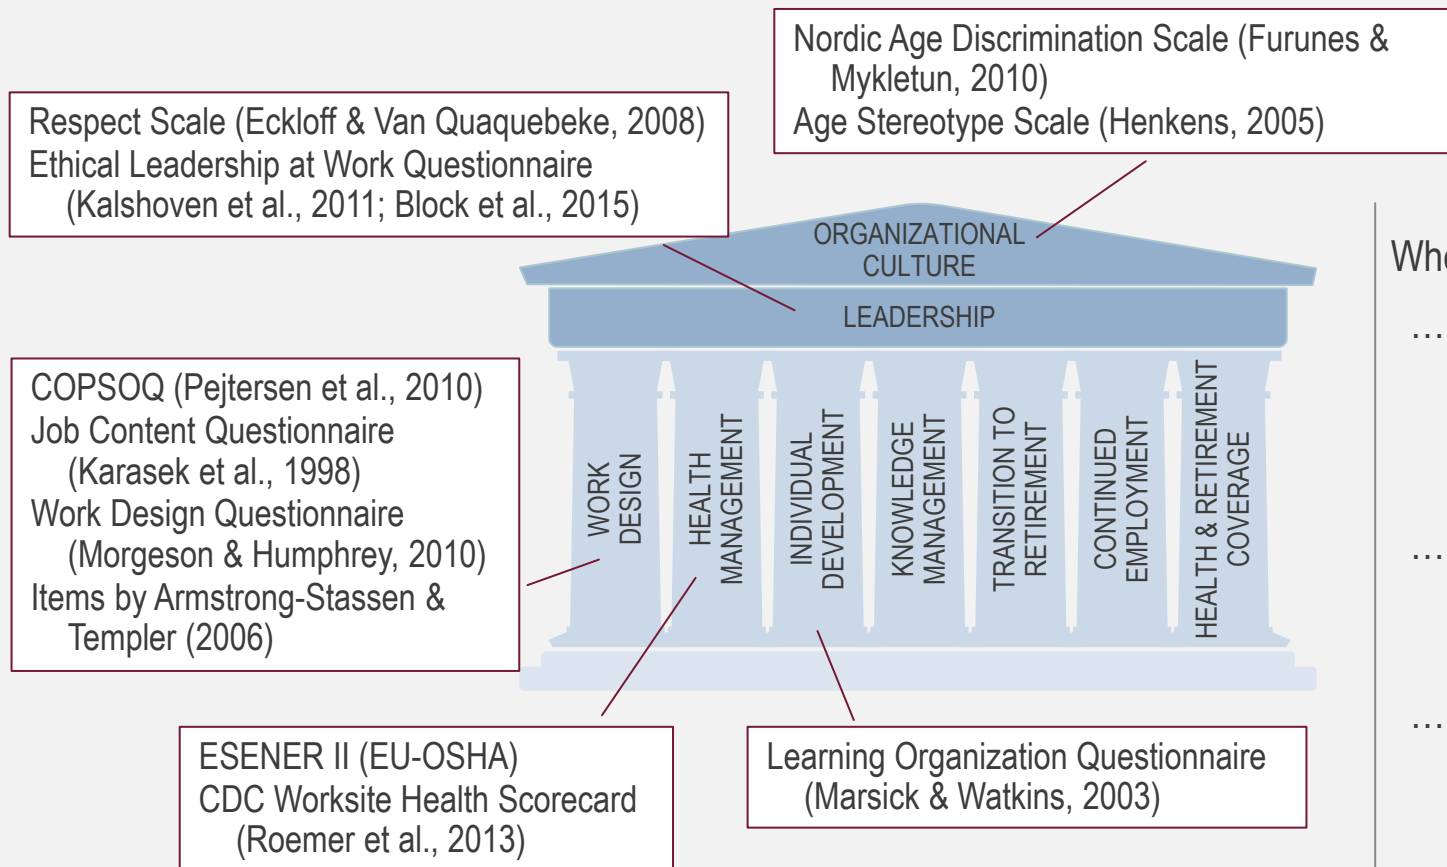 Nordic Age Discrimination Scale (Furunes &
Mykletun, 2010)
Age Stereotype Scale (Henkens, 2005)
Respect Scale (Eckloff & Van Quaquebeke, 2008)
Ethical Leadership at Work Questionnaire
(Kalshoven et al., 2011; Block et al., 2015)
ORGANIZATIONAL
CULTURE
LEADERSHIP
COPSOQ (Pejtersen et al., 2010)
Job Content Questionnaire
(Karasek et al., 1998)
Work Design Questionnaire
(Morgeson & Humphrey, 2010)
Items by Armstrong-Stassen &
Templer (2006)
WORK
DESIGN
HEALTH
MANAGEMENT
INDIVIDUAL
DEVELOPMENT
KNOWLEDGE
MANAGEMENT
TRANSITION TO
RETIREMENT
CONTINUED
EMPLOYMENT
HEALTH & RETIREMENT
COVERAGE
ESENER II (EU-OSHA)
CDC Worksite Health Scorecard
(Roemer et al., 2013)
Learning Organization Questionnaire
(Marsick & Watkins, 2003)
…
…
…